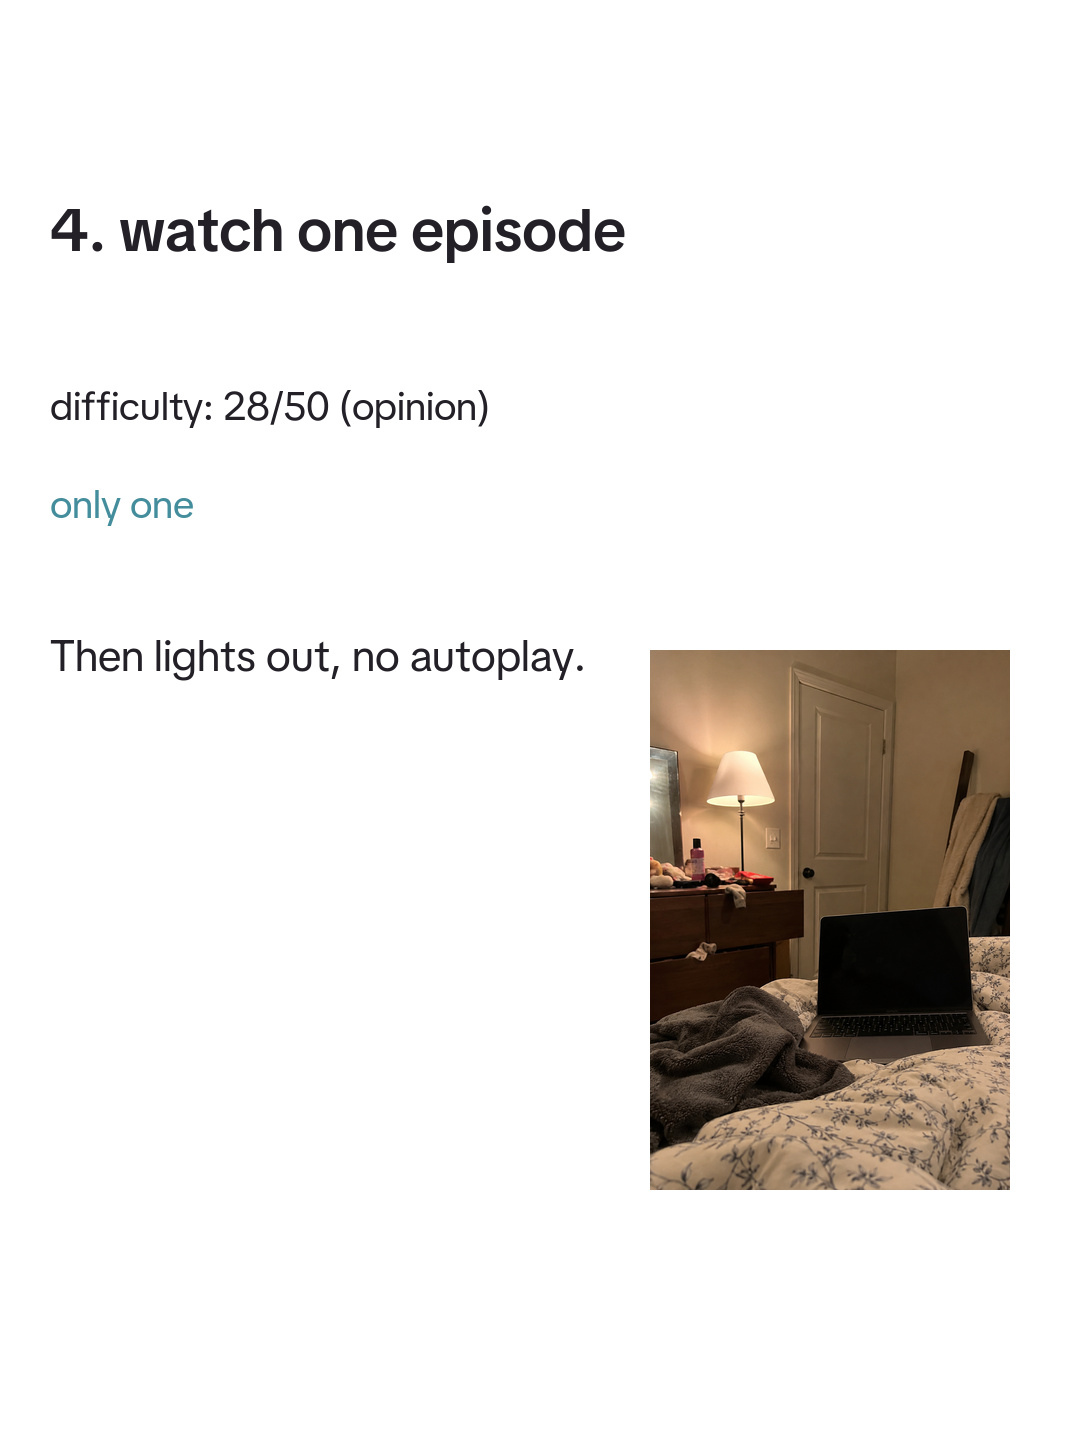 4. watch one episode
difficulty: 28/50 (opinion)
only one
Then lights out, no autoplay.